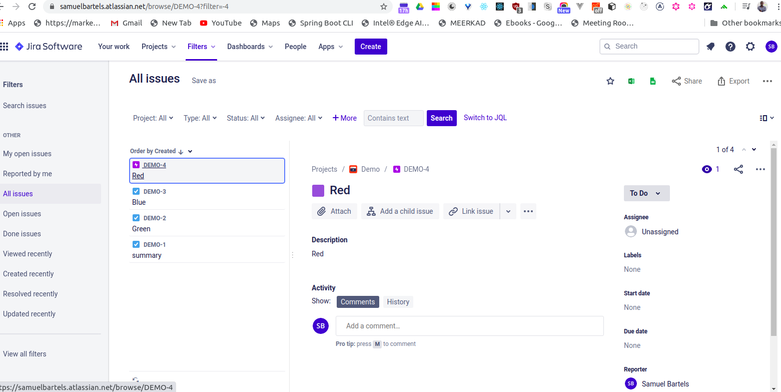 samuelbartels.atlassian.net/browse/DEMO-4?filter=-4
Apps https://marke... Gmail New Tab YouTube Maps Spring Boot CLI Intel® Edge AI... MEERKAD Ebooks - Goog... Meeting Roo... Other bookmarks
Jira Software Your work Projects Filters Dashboards People Apps Create Search SB
Filters
Search issues
OTHER
My open issues
Reported by me
All issues
Open issues
Done issues
Viewed recently
Created recently
Resolved recently
Updated recently
View all filters
All issues Save as Share Export
Project: All Type: All Status: All Assignee: All + More Contains text Search Switch to JQL
Order by Created
DEMO-4
Red
DEMO-3
Blue
DEMO-2
Green
DEMO-1
summary
1 of 4
Projects / Demo / DEMO-4
1
Red
Attach Add a child issue Link issue
Description
Red
Activity
Show: Comments History
SB Add a comment...
Pro tip: press M to comment
To Do
Assignee
Unassigned
Labels
None
Start date
None
Due date
None
Reporter
SB Samuel Bartels
tps://samuelbartels.atlassian.net/browse/DEMO-4